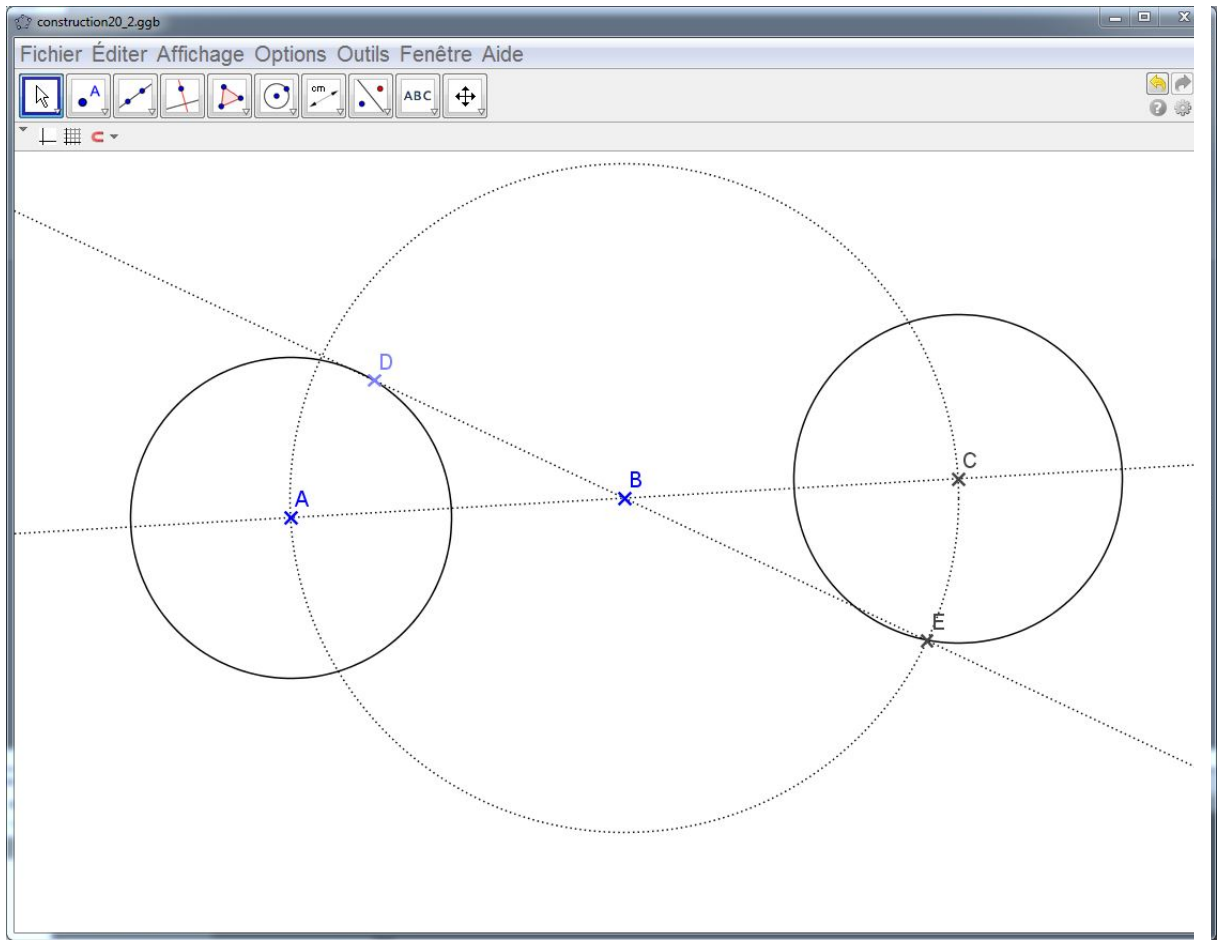 construction20_2.ggb
Fichier Éditer Affichage Options Outils Fenêtre Aide
A cm ABC
D
C
B
A
E